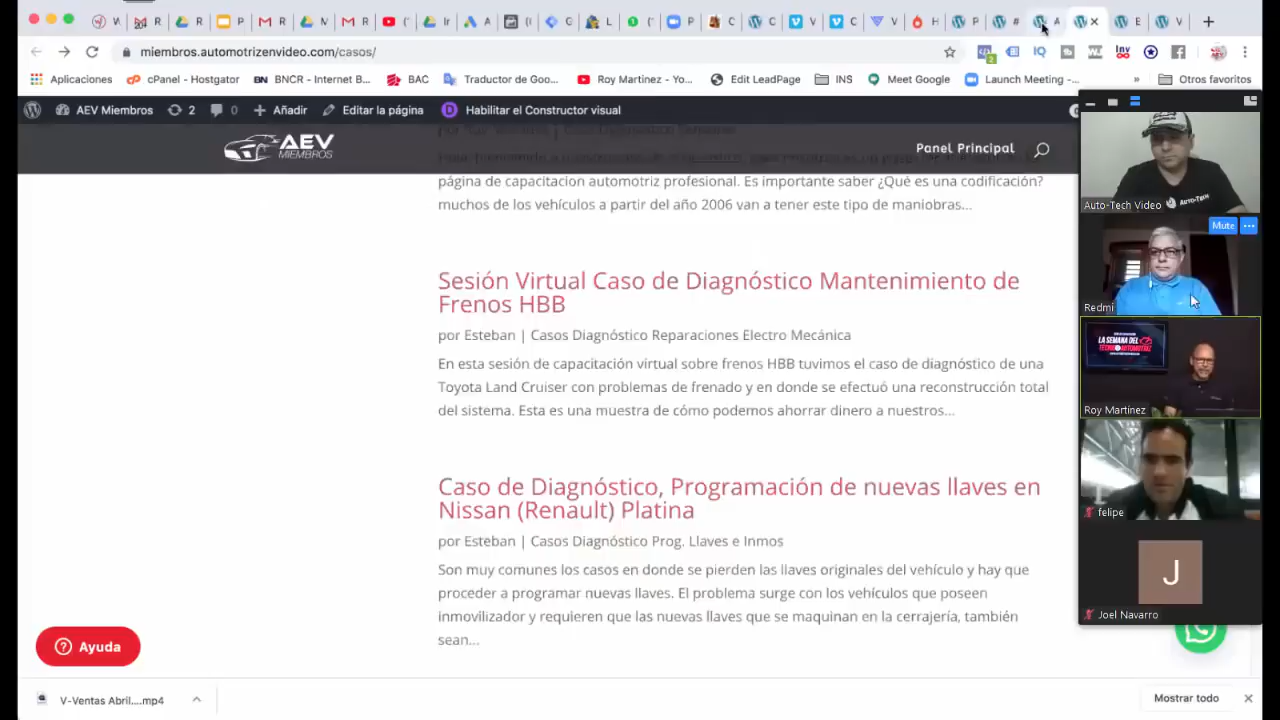 miembros.automotrizenvideo.com/casos/
Aplicaciones
cPanel - Hostgator
BN BNCR - Internet B...
BAC
Traductor de Goo...
Roy Martinez - Yo...
Edit LeadPage
INS
Meet Google
Launch Meeting -...
»
Otros favoritos
AEV Miembros
2
0
Añadir
Editar la página
D Habilitar el Constructor visual
AEV
MIEMBROS
Panel Principal
página de capacitacion automotriz profesional. Es importante saber ¿Qué es una codificación?
muchos de los vehículos a partir del año 2006 van a tener este tipo de maniobras...
Sesión Virtual Caso de Diagnóstico Mantenimiento de
Frenos HBB
por Esteban | Casos Diagnóstico Reparaciones Electro Mecánica
En esta sesión de capacitación virtual sobre frenos HBB tuvimos el caso de diagnóstico de una
Toyota Land Cruiser con problemas de frenado y en donde se efectuó una reconstrucción total
del sistema. Esta es una muestra de cómo podemos ahorrar dinero a nuestros...
Caso de Diagnóstico, Programación de nuevas llaves en
Nissan (Renault) Platina
por Esteban | Casos Diagnóstico Prog. Llaves e Inmos
Son muy comunes los casos en donde se pierden las llaves originales del vehículo y hay que
proceder a programar nuevas llaves. El problema surge con los vehículos que poseen
inmovilizador y requieren que las nuevas llaves que se maquinan en la cerrajería, también
sean...
Ayuda
V-Ventas Abril....mp4
Mostrar todo
AUTO-TECH
Auto-Tech Video
Mute
Redmi
LA SEMANA DEL
Roy Martinez
felipe
J
Joel Navarro